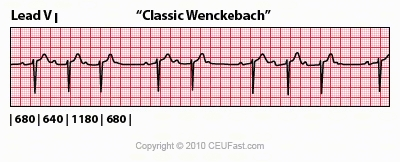 Lead V1 “Classic Wenckebach”
| 680 | 640 | 1180 | 680 |
Copyright © 2010 CEUFast.com